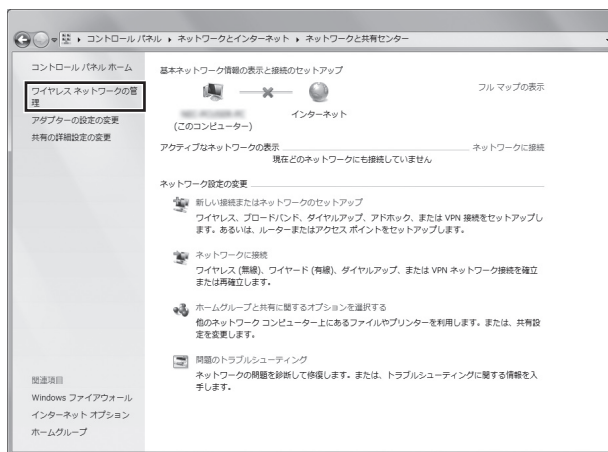 コントロール パネル ▸ ネットワークとインターネット ▸ ネットワークと共有センター
コントロール パネル ホーム
ワイヤレス ネットワークの管
理
アダプターの設定の変更
共有の詳細設定の変更
基本ネットワーク情報の表示と接続のセットアップ
フル マップの表示
インターネット
(このコンピューター)
アクティブなネットワークの表示
ネットワークに接続
現在どのネットワークにも接続していません
ネットワーク設定の変更
新しい接続またはネットワークのセットアップ
ワイヤレス、ブロードバンド、ダイヤルアップ、アドホック、または VPN 接続をセットアップし
ます。あるいは、ルーターまたはアクセス ポイントをセットアップします。
ネットワークに接続
ワイヤレス (無線)、ワイヤード (有線)、ダイヤルアップ、または VPN ネットワーク接続を確立
または再確立します。
ホームグループと共有に関するオプションを選択する
他のネットワーク コンピューター上にあるファイルやプリンターを利用します。または、共有設
定を変更します。
問題のトラブルシューティング
ネットワークの問題を診断して修復します。または、トラブルシューティングに関する情報を入
手します。
関連項目
Windows ファイアウォール
インターネット オプション
ホームグループ